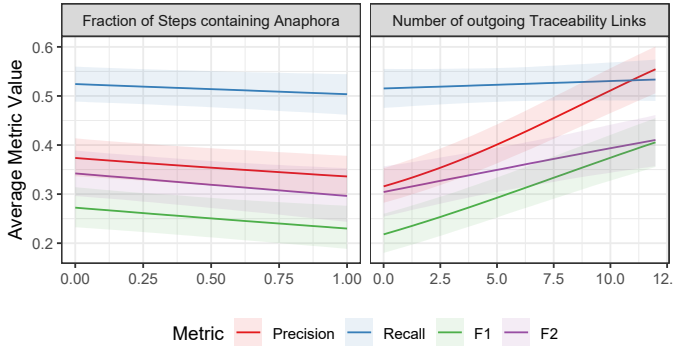 Fraction of Steps containing Anaphora
Number of outgoing Traceability Links
Average Metric Value
0.6
0.5
0.4
0.3
0.2
0.00 0.25 0.50 0.75 1.00
0.0 2.5 5.0 7.5 10.0 12.
Metric Precision Recall F1 F2